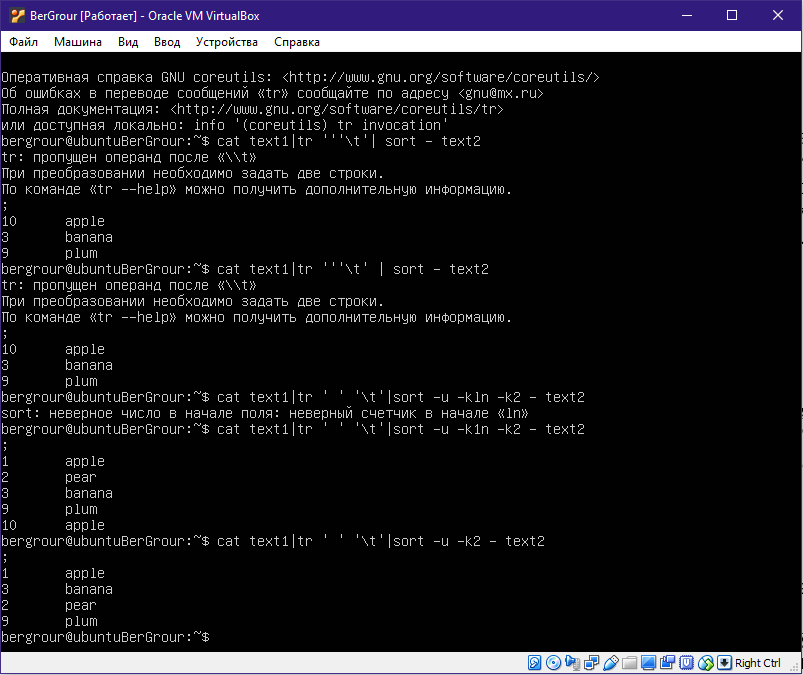 BerGrour [Работает] - Oracle VM VirtualBox
Файл Машина Вид Ввод Устройства Справка
Оперативная справка GNU coreutils: <http://www.gnu.org/software/coreutils/>
Об ошибках в переводе сообщений «tr» сообщайте по адресу <gnu@mx.ru>
Полная документация: <http://www.gnu.org/software/coreutils/tr>
или доступная локально: info '(coreutils) tr invocation'
bergrour@ubuntuBerGrour:~$ cat text1|tr '''\t'| sort - text2
tr: пропущен операнд после «\\t»
При преобразовании необходимо задать две строки.
По команде «tr --help» можно получить дополнительную информацию.
;
10 apple
3 banana
9 plum
bergrour@ubuntuBerGrour:~$ cat text1|tr '''\t' | sort - text2
tr: пропущен операнд после «\\t»
При преобразовании необходимо задать две строки.
По команде «tr --help» можно получить дополнительную информацию.
;
10 apple
3 banana
9 plum
bergrour@ubuntuBerGrour:~$ cat text1|tr ' ' '\t'|sort -u -kln -k2 - text2
sort: неверное число в начале поля: неверный счетчик в начале «ln»
bergrour@ubuntuBerGrour:~$ cat text1|tr ' ' '\t'|sort -u -k1n -k2 - text2
;
1 apple
2 pear
3 banana
9 plum
10 apple
bergrour@ubuntuBerGrour:~$ cat text1|tr ' ' '\t'|sort -u -k2 - text2
;
1 apple
3 banana
2 pear
9 plum
bergrour@ubuntuBerGrour:~$
Right Ctrl